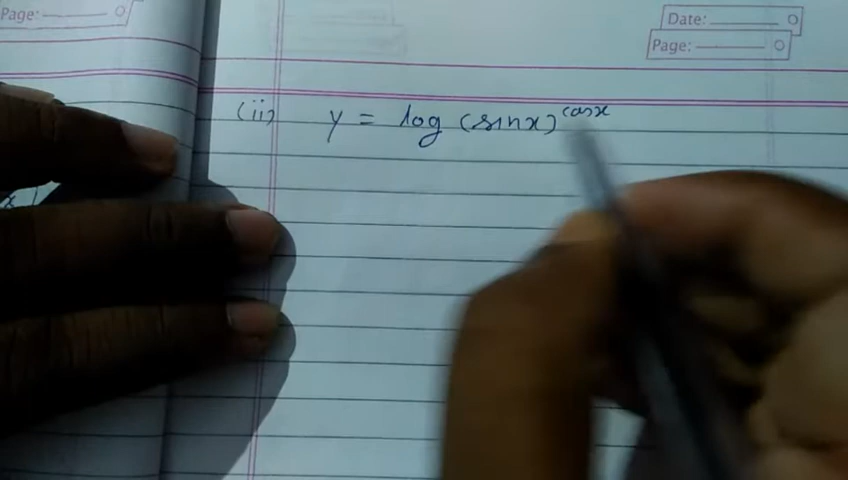 Page:
Date:
Page:
(ii) y = log (sinx)^cosx